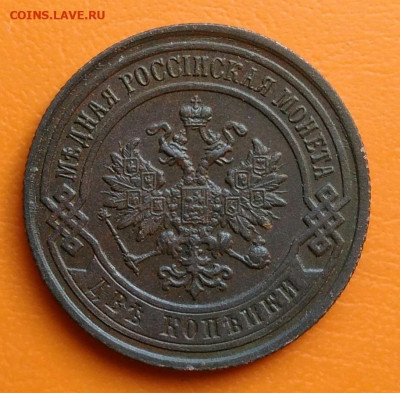 COINS.LAVE.RU
МѢДНАЯ РОССІЙСКАЯ МОНЕТА
ДВѢ КОПѢЙКИ